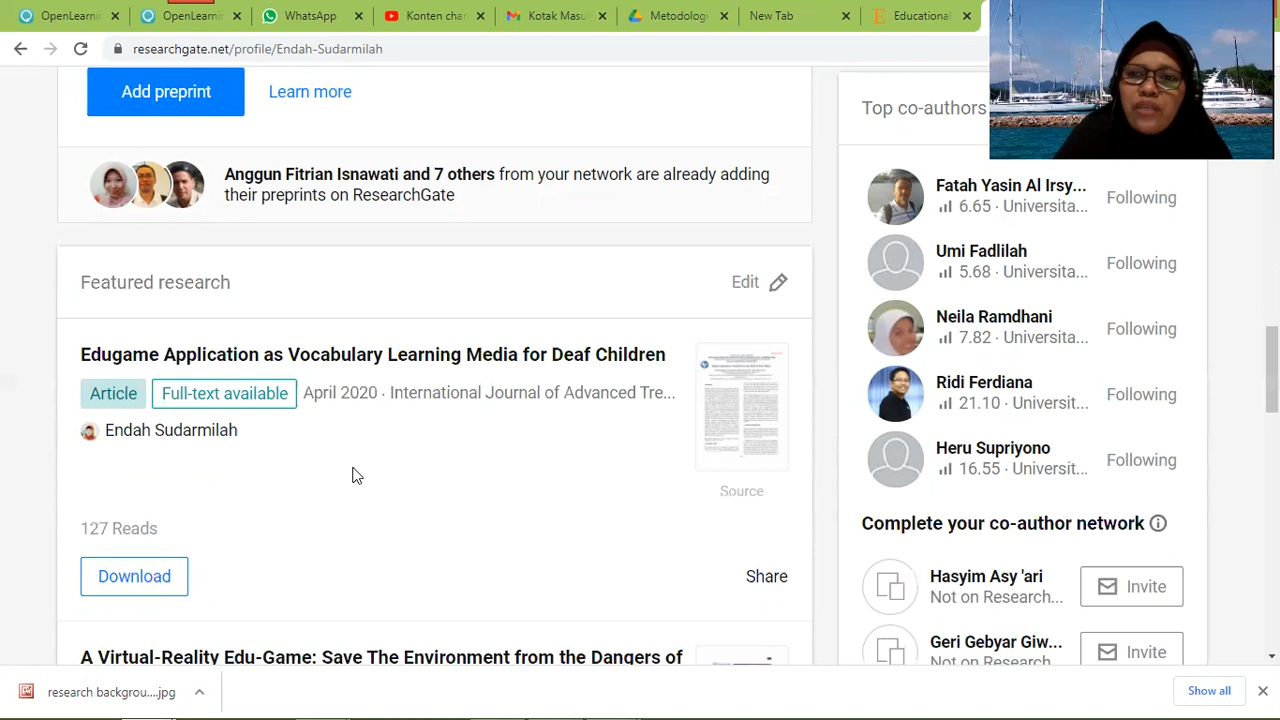 OpenLearni
OpenLearnin
WhatsApp
Konten chan
Kotak Masu
Metodologi
New Tab
Educational
researchgate.net/profile/Endah-Sudarmilah
Add preprint
Learn more
Anggun Fitrian Isnawati and 7 others from your network are already adding
their preprints on ResearchGate
Featured research
Edit
Edugame Application as Vocabulary Learning Media for Deaf Children
Article
Full-text available
April 2020 · International Journal of Advanced Tre...
Endah Sudarmilah
Source
127 Reads
Download
Share
A Virtual-Reality Edu-Game: Save The Environment from the Dangers of
Top co-authors
Fatah Yasin Al Irsy...
6.65 · Universita...
Following
Umi Fadlilah
5.68 · Universita...
Following
Neila Ramdhani
7.82 · Universita...
Following
Ridi Ferdiana
21.10 · Universit...
Following
Heru Supriyono
16.55 · Universit...
Following
Complete your co-author network
Hasyim Asy 'ari
Not on Research...
Invite
Geri Gebyar Giw...
Not on Research...
Invite
research backgrou....jpg
Show all